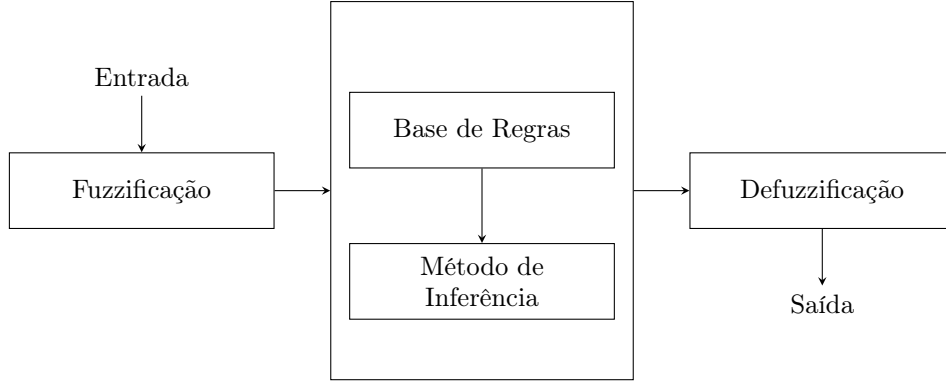 Entrada
Fuzzificação
Base de Regras
Método de
Inferência
Defuzzificação
Saída